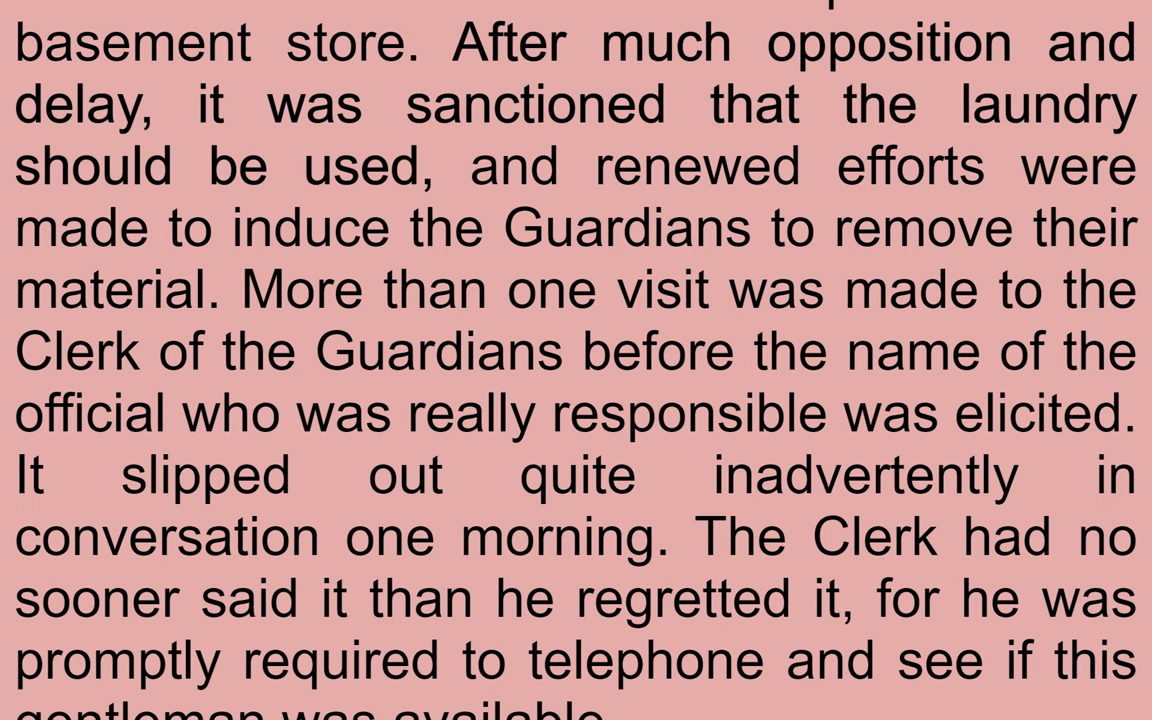 basement store. After much opposition and
delay, it was sanctioned that the laundry
should be used, and renewed efforts were
made to induce the Guardians to remove their
material. More than one visit was made to the
Clerk of the Guardians before the name of the
official who was really responsible was elicited.
It slipped out quite inadvertently in
conversation one morning. The Clerk had no
sooner said it than he regretted it, for he was
promptly required to telephone and see if this
gentleman was available.